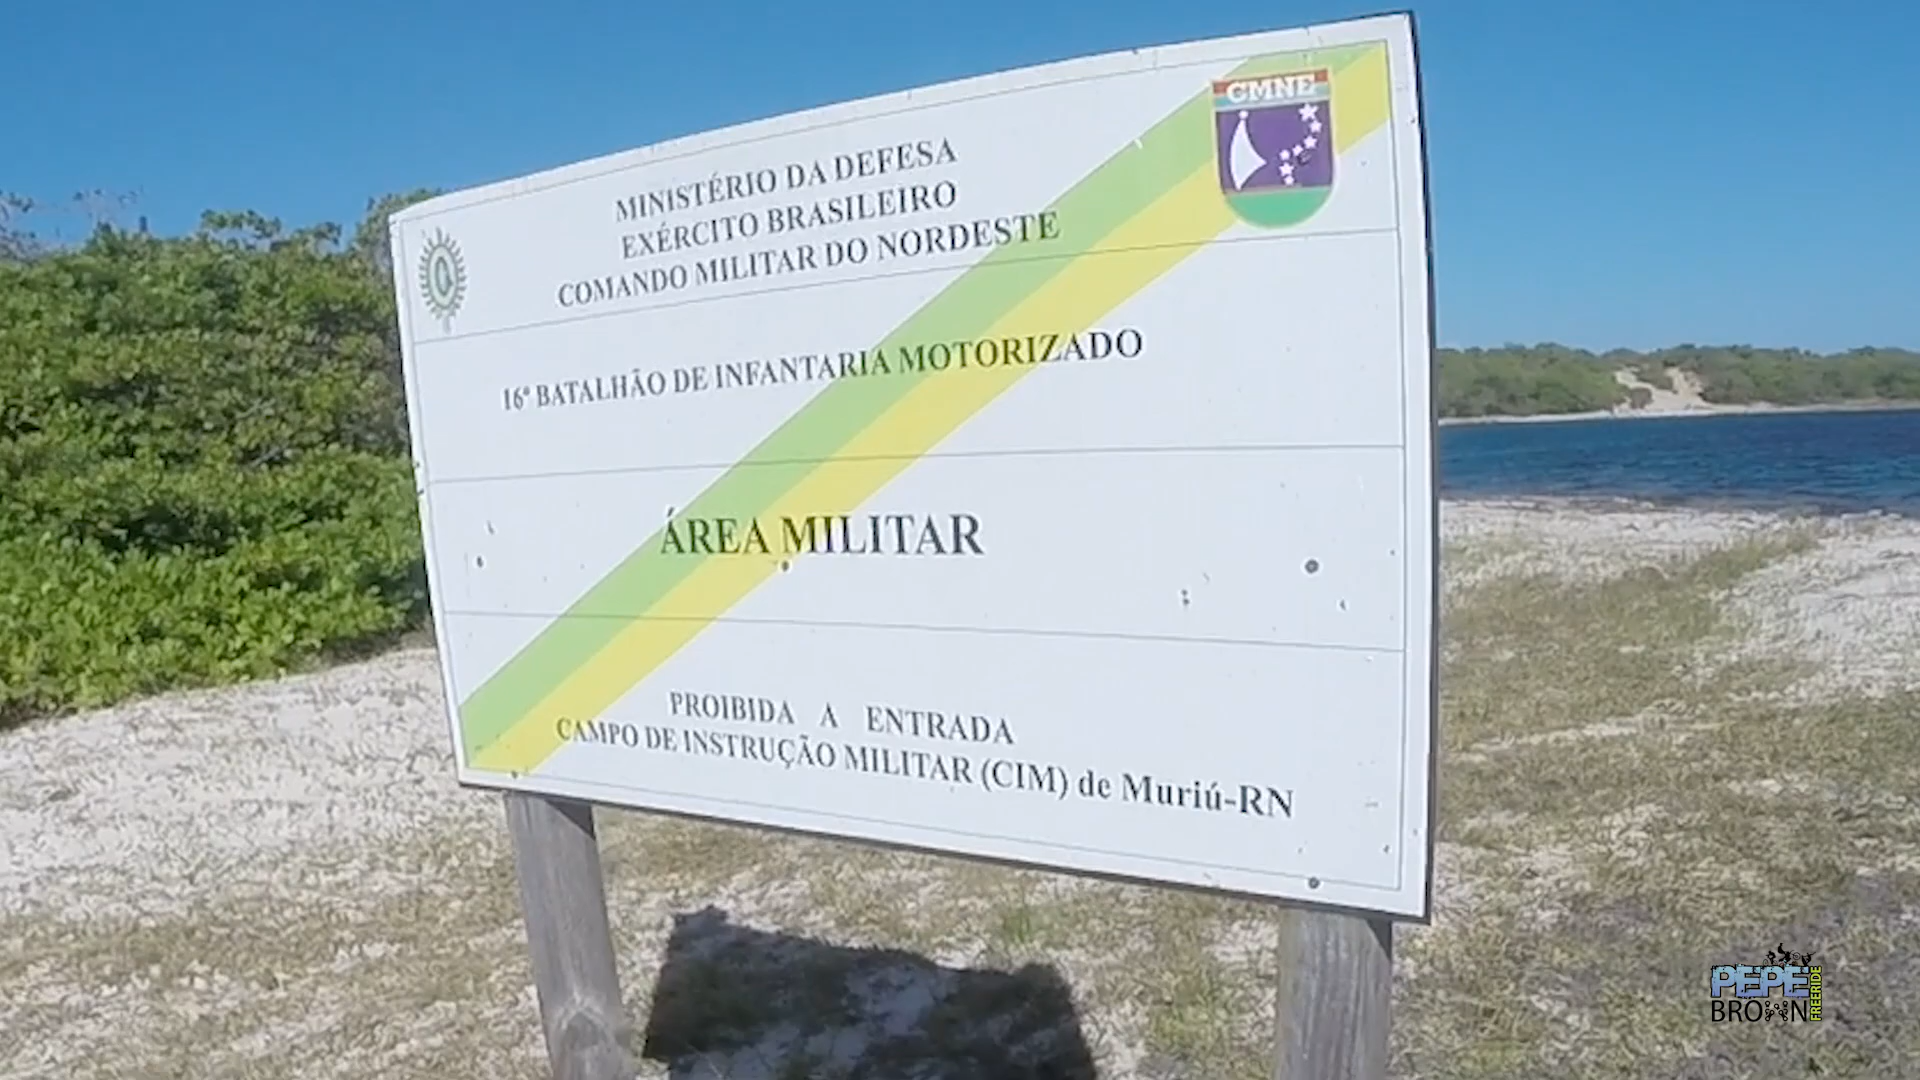 CMNE
MINISTÉRIO DA DEFESA
EXÉRCITO BRASILEIRO
COMANDO MILITAR DO NORDESTE
16º BATALHÃO DE INFANTARIA MOTORIZADO
ÁREA MILITAR
PROIBIDA A ENTRADA
CAMPO DE INSTRUÇÃO MILITAR (CIM) de Muriú-RN
PEPE
BROWN
FREERIDE